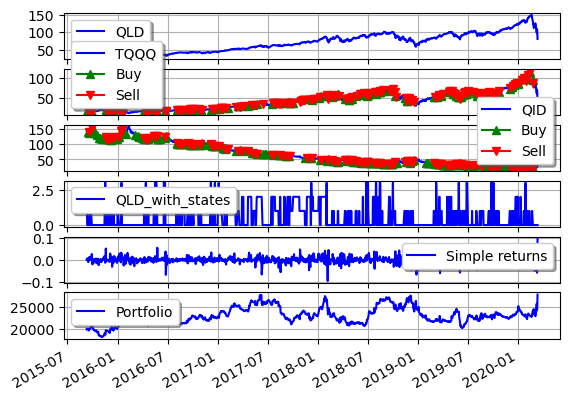 150
100
50
QLD
TQQQ
Buy
Sell
100
50
QID
Buy
Sell
150
100
50
2.5
0.0
QLD_with_states
0.1
0.0
−0.1
Simple returns
25000
20000
Portfolio
2015-07
2016-01
2016-07
2017-01
2017-07
2018-01
2018-07
2019-01
2019-07
2020-01